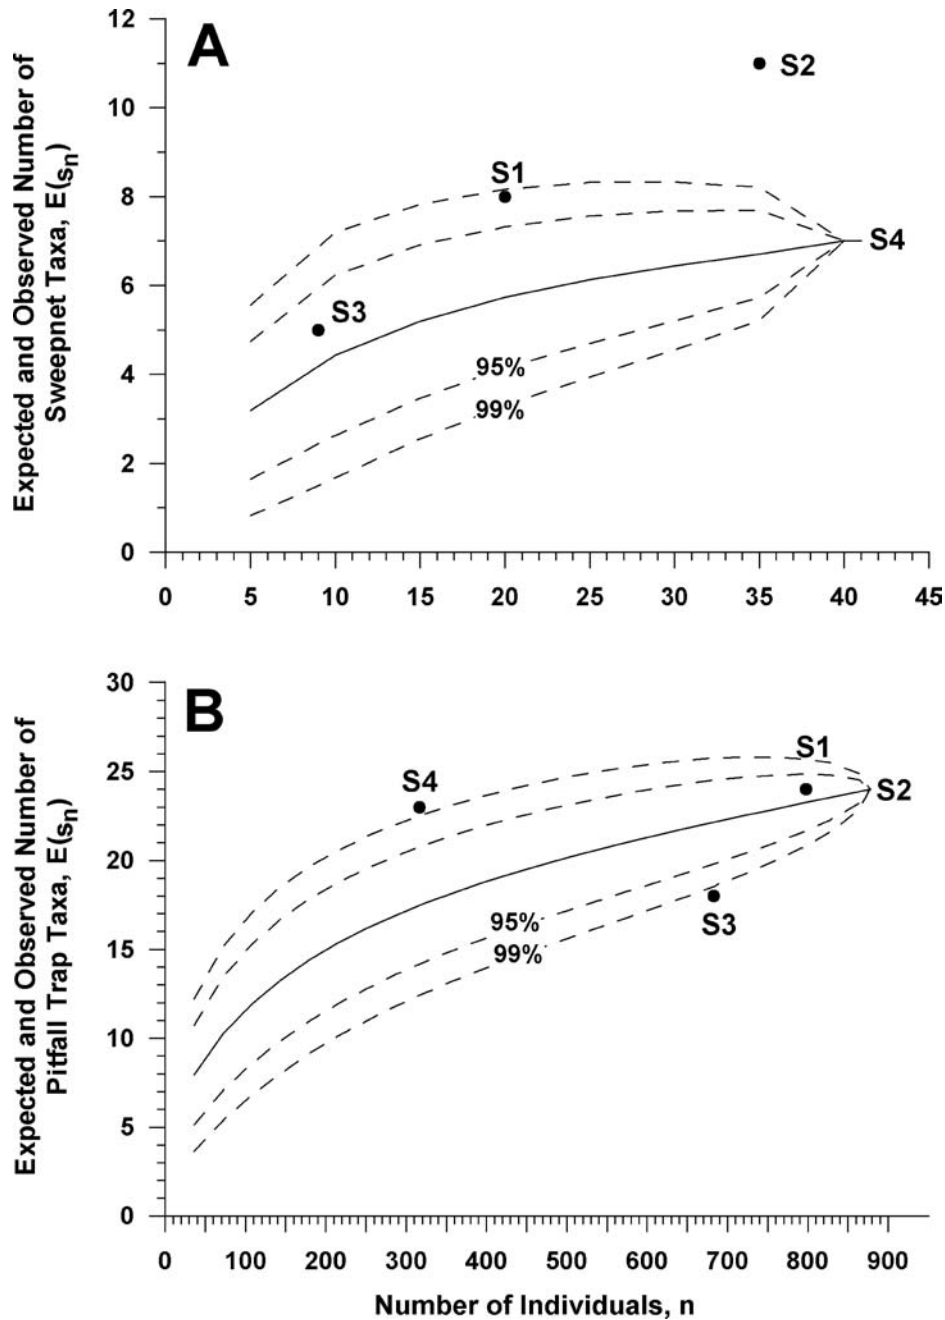 A
Expected and Observed Number of
Sweepnet Taxa, E(sn)
12
10
8
6
4
2
0
S2
S1
S4
S3
95%
99%
0 5 10 15 20 25 30 35 40 45
B
Expected and Observed Number of
Pitfall Trap Taxa, E(sn)
30
25
20
15
10
5
0
S1
S4
S2
S3
95%
99%
0 100 200 300 400 500 600 700 800 900
Number of Individuals, n